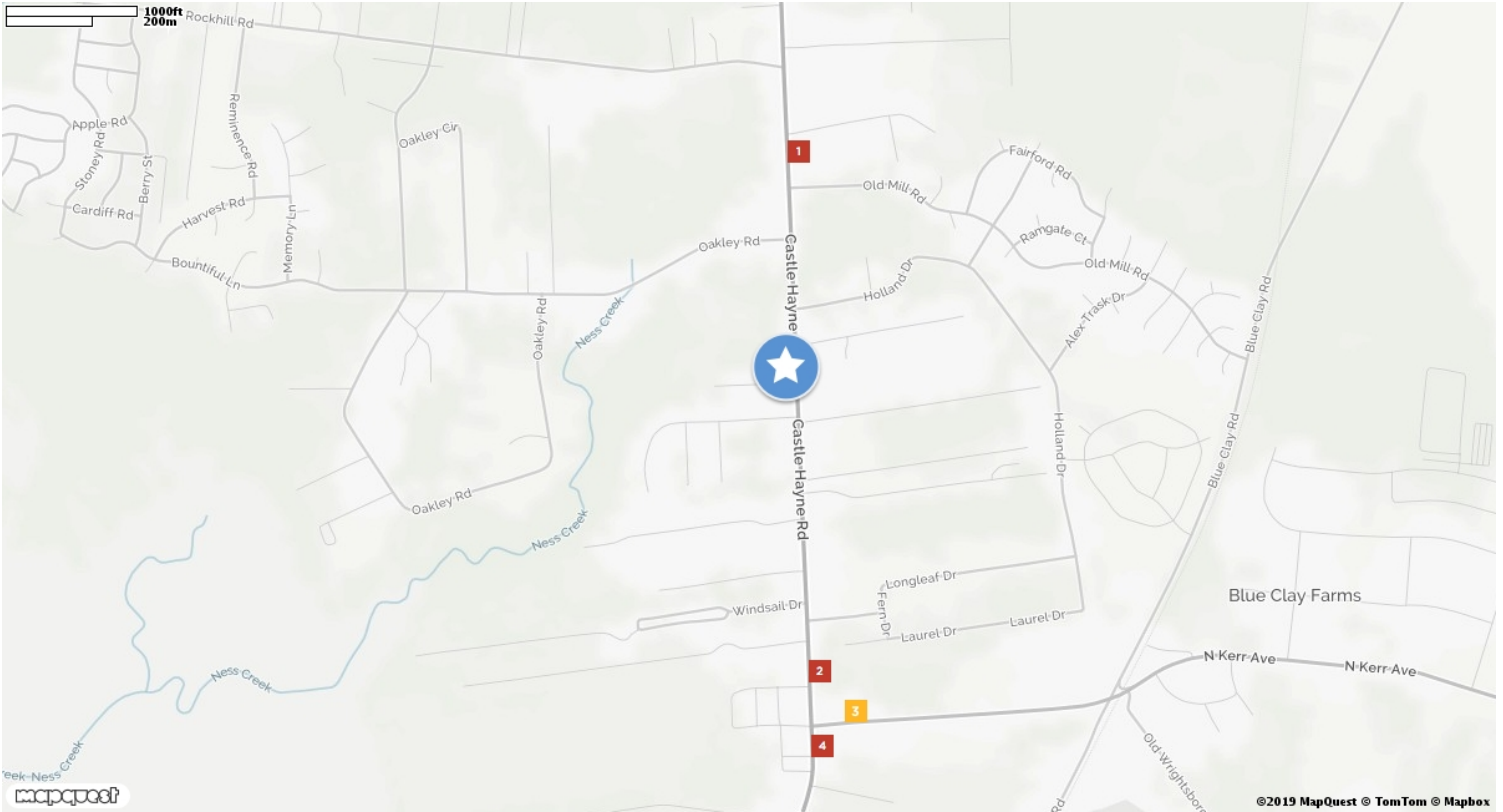 1000ft
200m
Rockhill Rd
Apple Rd
Stoney Rd
Berry St
Reminence Rd
Oakley Cir
Cardiff Rd
Harvest Rd
Memory Ln
Bountiful Ln
1
Fairford Rd
Old Mill Rd
Ramgate Ct
Oakley Rd
Castle Hayne
Holland Dr
Old Mill Rd
Alex Trask Dr
Blue Clay Rd
Ness Creek
Oakley Rd
Castle Hayne Rd
Holland Dr
Blue Clay Rd
Oakley Rd
Ness Creek
Longleaf Dr
Fern Dr
Windsail Dr
Laurel Dr
Laurel Dr
Blue Clay Farms
2
N Kerr Ave
N Kerr Ave
Ness Creek
3
4
Old Wrightsboro
eek Ness Creek
Rd
mapquest
©2019 MapQuest © TomTom © Mapbox